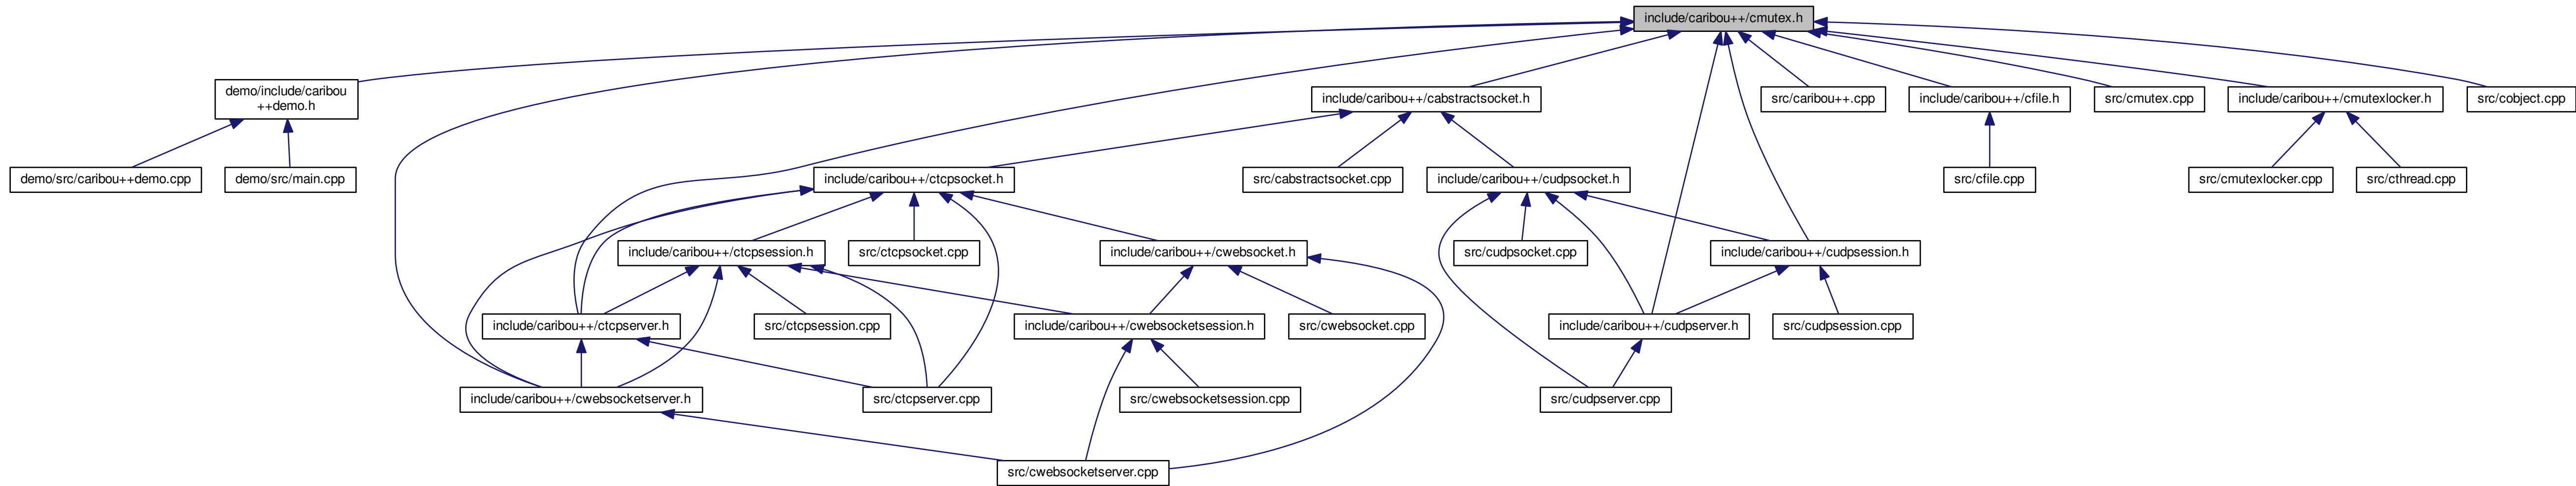 include/caribou++/cmutex.h
demo/include/caribou
++demo.h
include/caribou++/cabstractsocket.h
src/caribou++.cpp
include/caribou++/cfile.h
src/cmutex.cpp
include/caribou++/cmutexlocker.h
src/cobject.cpp
demo/src/caribou++demo.cpp
demo/src/main.cpp
include/caribou++/ctcpsocket.h
src/cabstractsocket.cpp
include/caribou++/cudpsocket.h
src/cfile.cpp
src/cmutexlocker.cpp
src/cthread.cpp
include/caribou++/ctcpsession.h
src/ctcpsocket.cpp
include/caribou++/cwebsocket.h
src/cudpsocket.cpp
include/caribou++/cudpsession.h
include/caribou++/ctcpserver.h
src/ctcpsession.cpp
include/caribou++/cwebsocketsession.h
src/cwebsocket.cpp
include/caribou++/cudpserver.h
src/cudpsession.cpp
include/caribou++/cwebsocketserver.h
src/ctcpserver.cpp
src/cwebsocketsession.cpp
src/cudpserver.cpp
src/cwebsocketserver.cpp